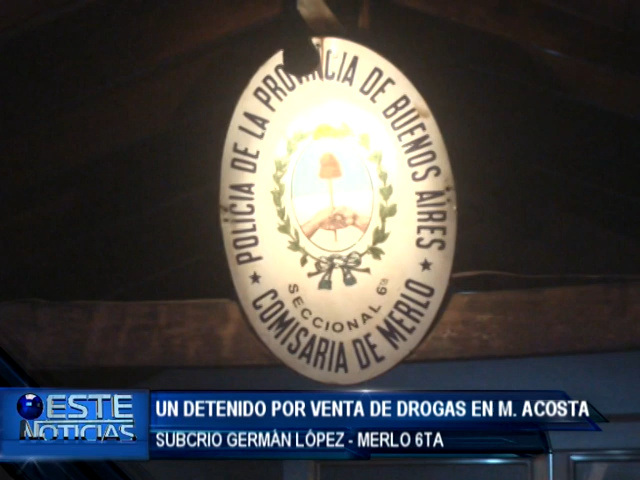 POLICIA DE LA PROVINCIA DE BUENOS AIRES
SECCIONAL 6ta
★ COMISARIA DE MERLO ★
OESTE
NOTICIAS
UN DETENIDO POR VENTA DE DROGAS EN M. ACOSTA
SUBCRIO GERMÀN LÓPEZ - MERLO 6TA